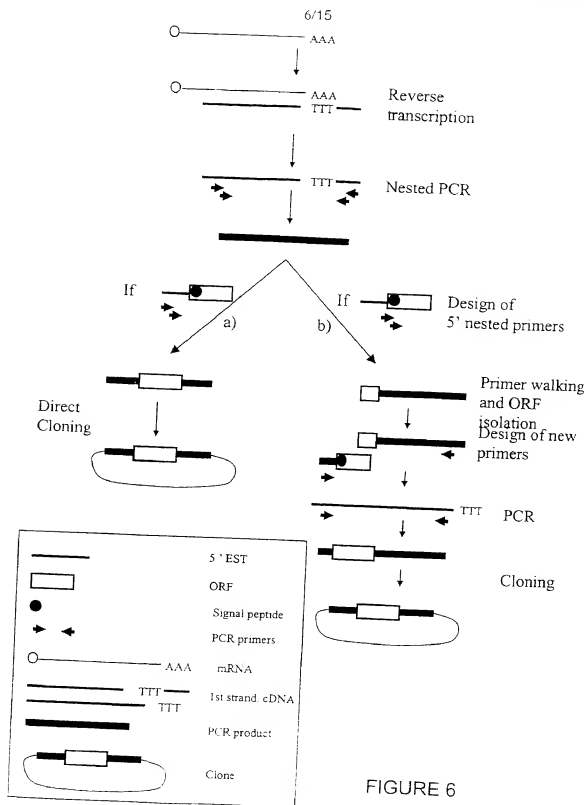 6/15
AAA
AAA
TTT
Reverse
transcription
TTT
Nested PCR
If
a)
If
b)
Design of
5' nested primers
Direct
Cloning
Primer walking
and ORF
isolation
Design of new
primers
TTT
PCR
Cloning
5 ' EST
ORF
Signal peptide
PCR primers
AAA
mRNA
TTT
TTT
1st strand. cDNA
PCR product
Clone
FIGURE 6